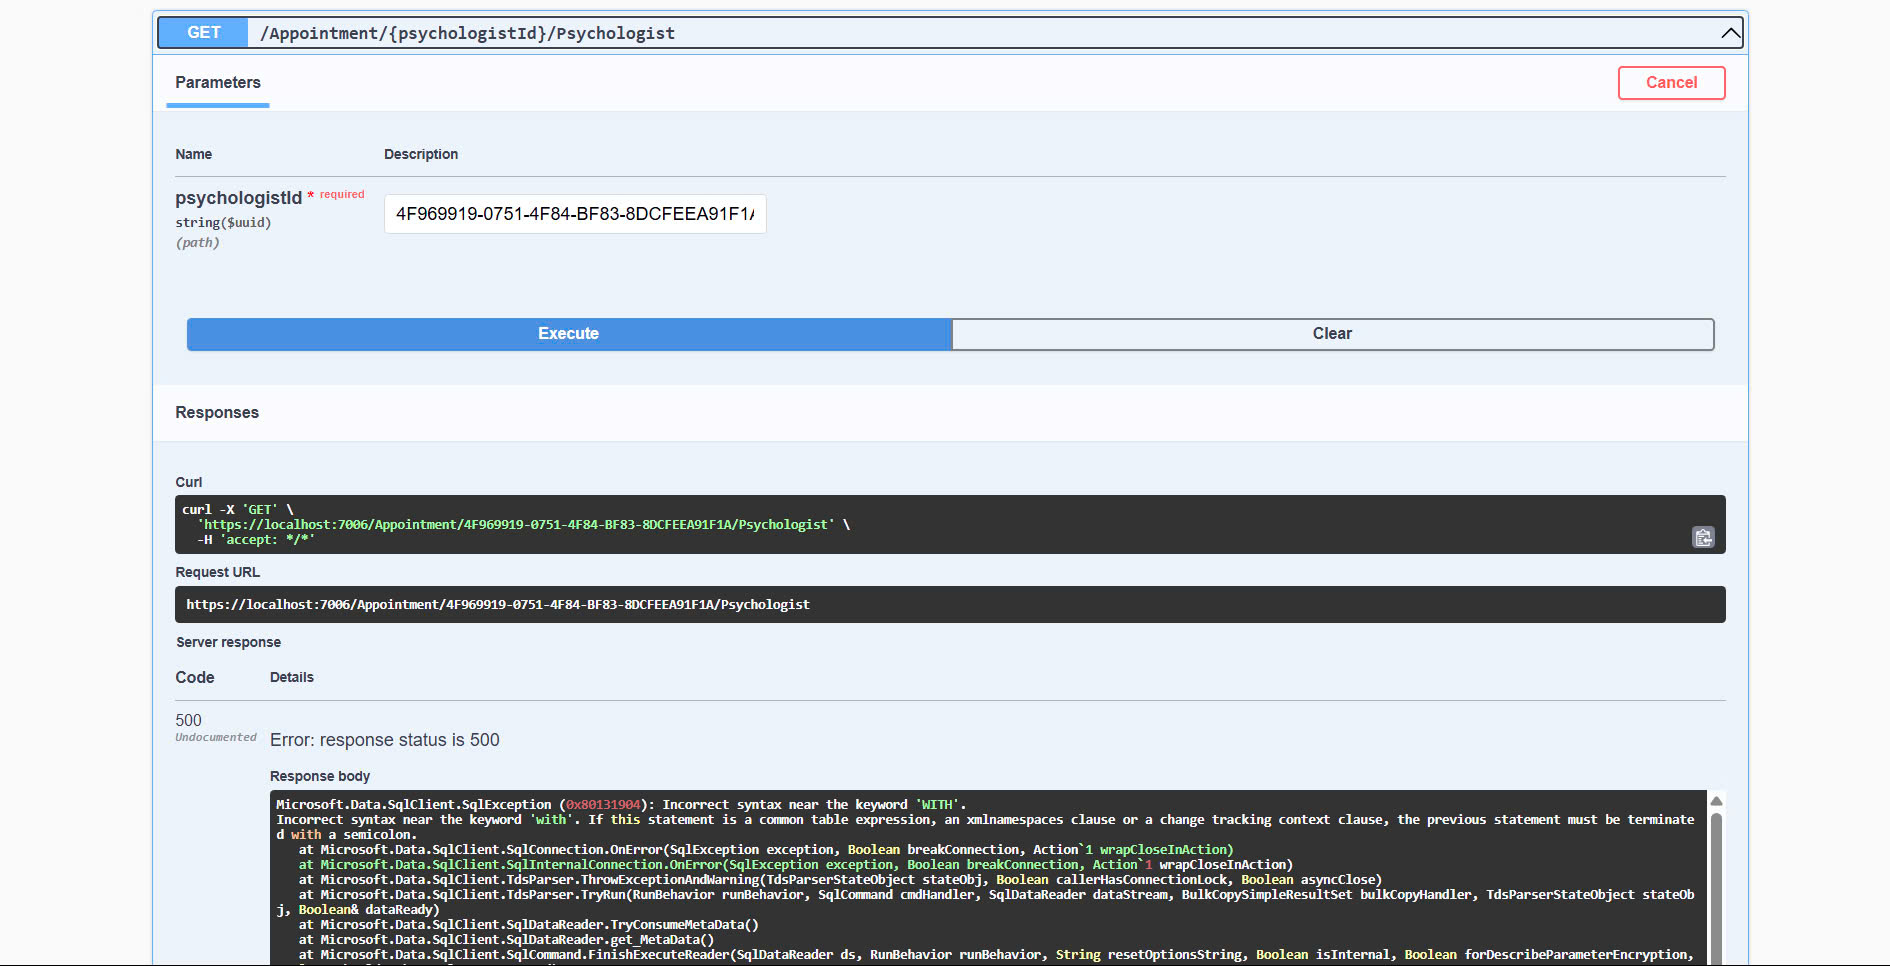 GET /Appointment/{psychologistId}/Psychologist
Parameters
Cancel
Name Description
psychologistId * required
string($uuid)
(path)
4F969919-0751-4F84-BF83-8DCFEEA91F1A
Execute Clear
Responses
Curl
curl -X 'GET' \
'https://localhost:7006/Appointment/4F969919-0751-4F84-BF83-8DCFEEA91F1A/Psychologist' \
-H 'accept: */*'
Request URL
https://localhost:7006/Appointment/4F969919-0751-4F84-BF83-8DCFEEA91F1A/Psychologist
Server response
Code Details
500
Undocumented
Error: response status is 500
Response body
Microsoft.Data.SqlClient.SqlException (0x80131904): Incorrect syntax near the keyword 'WITH'.
Incorrect syntax near the keyword 'with'. If this statement is a common table expression, an xmlnamespaces clause or a change tracking context clause, the previous statement must be terminate
d with a semicolon.
at Microsoft.Data.SqlClient.SqlConnection.OnError(SqlException exception, Boolean breakConnection, Action`1 wrapCloseInAction)
at Microsoft.Data.SqlClient.SqlInternalConnection.OnError(SqlException exception, Boolean breakConnection, Action`1 wrapCloseInAction)
at Microsoft.Data.SqlClient.TdsParser.ThrowExceptionAndWarning(TdsParserStateObject stateObj, Boolean callerHasConnectionLock, Boolean asyncClose)
at Microsoft.Data.SqlClient.TdsParser.TryRun(RunBehavior runBehavior, SqlCommand cmdHandler, SqlDataReader dataStream, BulkCopySimpleResultSet bulkCopyHandler, TdsParserStateObject stateOb
j, Boolean& dataReady)
at Microsoft.Data.SqlClient.SqlDataReader.TryConsumeMetaData()
at Microsoft.Data.SqlClient.SqlDataReader.get_MetaData()
at Microsoft.Data.SqlClient.SqlCommand.FinishExecuteReader(SqlDataReader ds, RunBehavior runBehavior, String resetOptionsString, Boolean isInternal, Boolean forDescribeParameterEncryption,